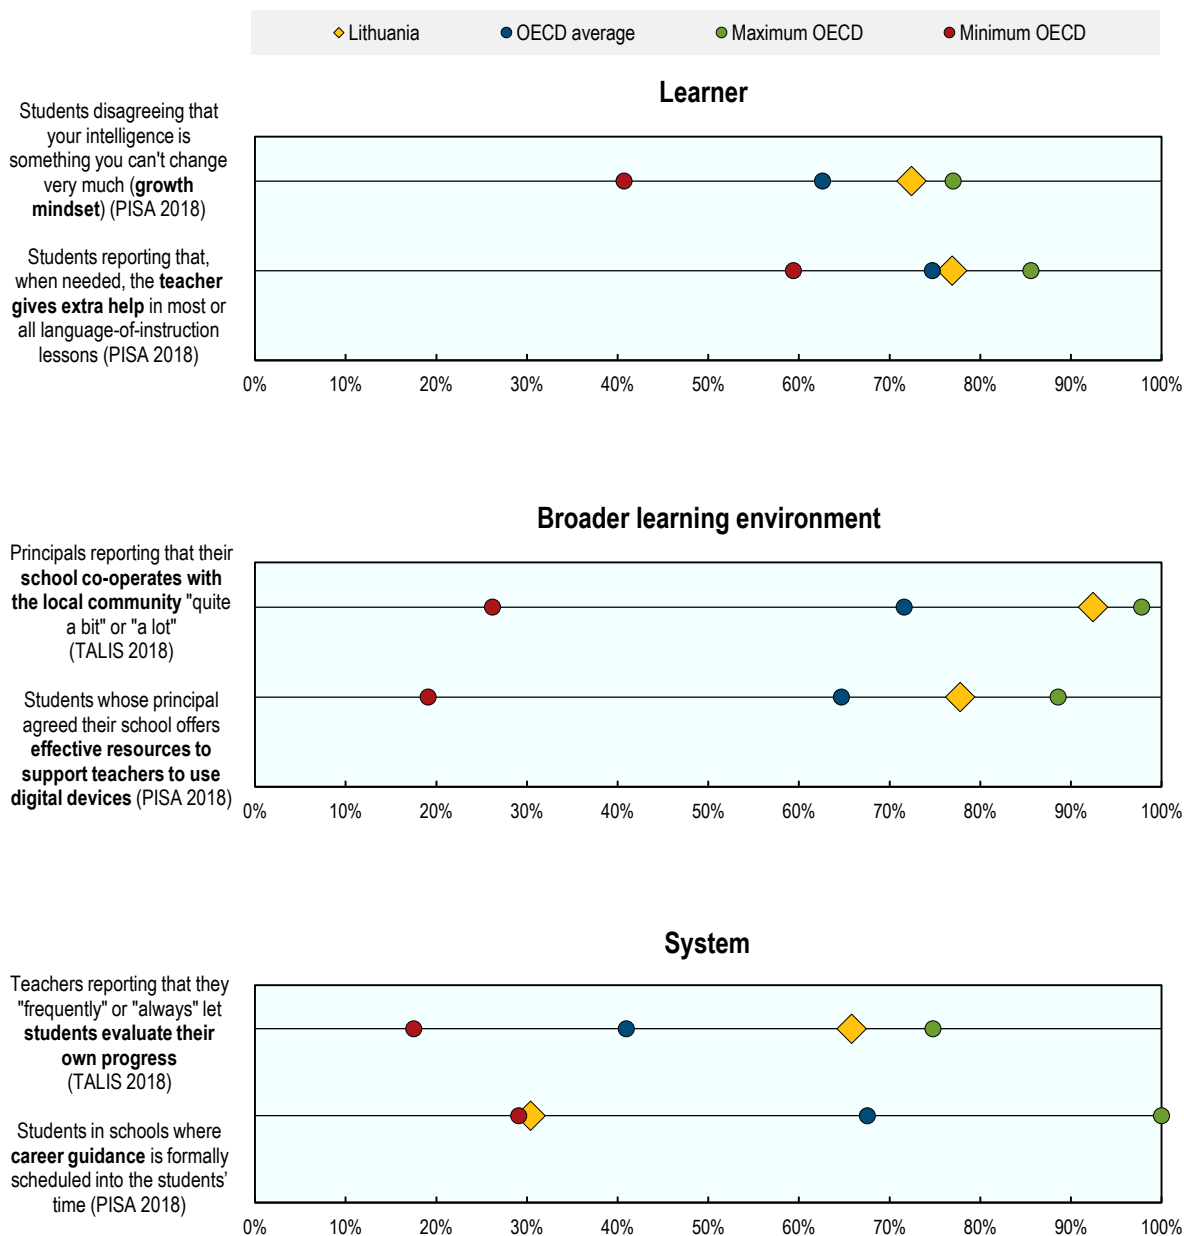 Lithuania OECD average Maximum OECD Minimum OECD
Learner
Students disagreeing that
your intelligence is
something you can't change
very much (growth
mindset) (PISA 2018)
Students reporting that,
when needed, the teacher
gives extra help in most or
all language-of-instruction
lessons (PISA 2018)
0% 10% 20% 30% 40% 50% 60% 70% 80% 90% 100%
Broader learning environment
Principals reporting that their
school co-operates with
the local community "quite
a bit" or "a lot"
(TALIS 2018)
Students whose principal
agreed their school offers
effective resources to
support teachers to use
digital devices (PISA 2018)
0% 10% 20% 30% 40% 50% 60% 70% 80% 90% 100%
System
Teachers reporting that they
"frequently" or "always" let
students evaluate their
own progress
(TALIS 2018)
Students in schools where
career guidance is formally
scheduled into the students’
time (PISA 2018)
0% 10% 20% 30% 40% 50% 60% 70% 80% 90% 100%